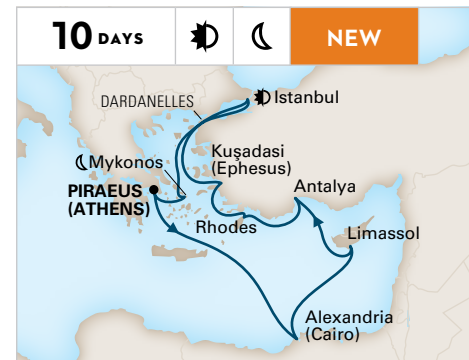 10 DAYS
NEW
DARDANELLES
Istanbul
Mykonos
Kuşadasi
(Ephesus)
PIRAEUS
(ATHENS)
Antalya
Rhodes
Limassol
Alexandria
(Cairo)